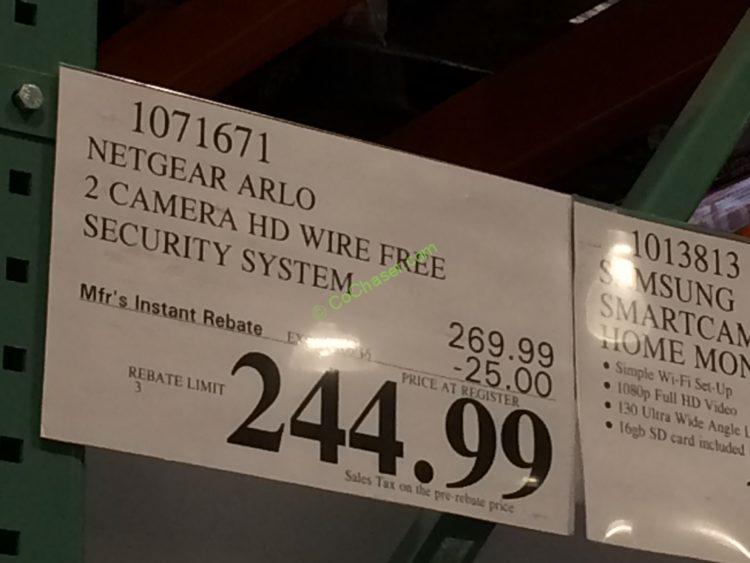 1071671
NETGEAR ARLO
2 CAMERA HD WIRE FREE
SECURITY SYSTEM
© CoChaser.com
Mfr's Instant Rebate
269.99
-25.00
REBATE LIMIT
3
PRICE AT REGISTER
244.99
Sales Tax on the pre-rebate price
1013813
SAMSUNG
SMARTCAM
HOME MON
• Simple Wi-Fi Set-Up
• 1080p Full HD Video
• 130 Ultra Wide Angle L
• 16gb SD card included